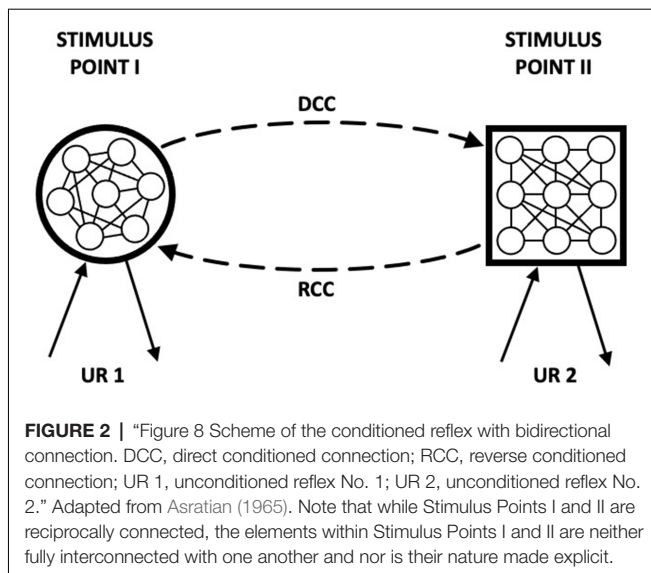 STIMULUS
POINT I
STIMULUS
POINT II
DCC
RCC
UR 1
UR 2
FIGURE 2 | “Figure 8 Scheme of the conditioned reflex with bidirectional
connection. DCC, direct conditioned connection; RCC, reverse conditioned
connection; UR 1, unconditioned reflex No. 1; UR 2, unconditioned reflex No.
2.” Adapted from Asratian (1965). Note that while Stimulus Points I and II are
reciprocally connected, the elements within Stimulus Points I and II are neither
fully interconnected with one another and nor is their nature made explicit.